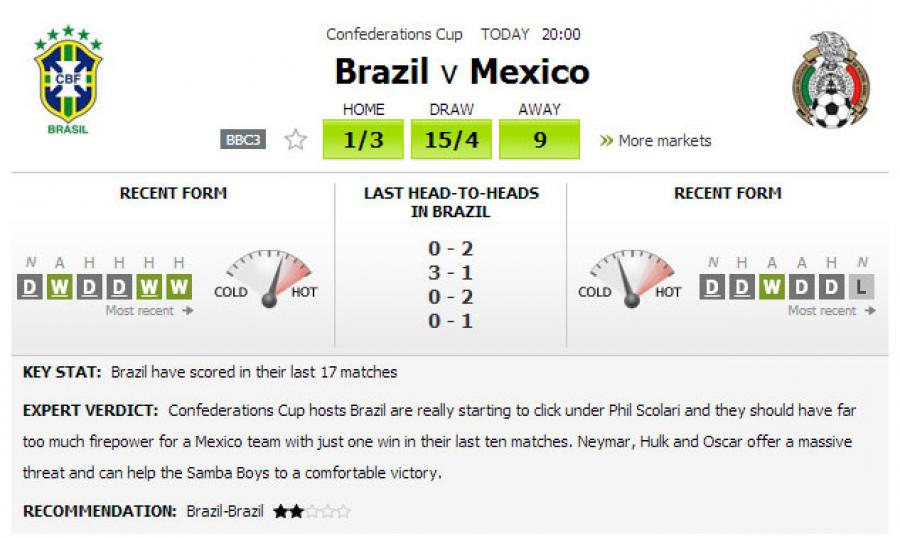 Confederations Cup TODAY 20:00
Brazil v Mexico
CBF
BRASIL
HOME DRAW AWAY
BBC3 1/3 15/4 9 More markets
RECENT FORM
N A H H H H
D W D D W W
Most recent
COLD HOT
LAST HEAD-TO-HEADS
IN BRAZIL
0 - 2
3 - 1
0 - 2
0 - 1
RECENT FORM
COLD HOT
N H A A H N
D D W D D L
Most recent
KEY STAT: Brazil have scored in their last 17 matches
EXPERT VERDICT: Confederations Cup hosts Brazil are really starting to click under Phil Scolari and they should have far
too much firepower for a Mexico team with just one win in their last ten matches. Neymar, Hulk and Oscar offer a massive
threat and can help the Samba Boys to a comfortable victory.
RECOMMENDATION: Brazil-Brazil